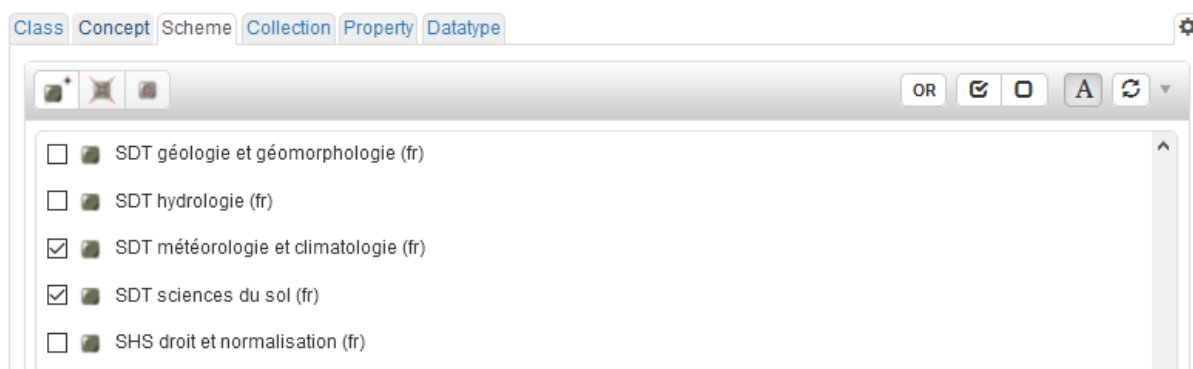 Class Concept Scheme Collection Property Datatype
OR A
SDT géologie et géomorphologie (fr)
SDT hydrologie (fr)
SDT météorologie et climatologie (fr)
SDT sciences du sol (fr)
SHS droit et normalisation (fr)